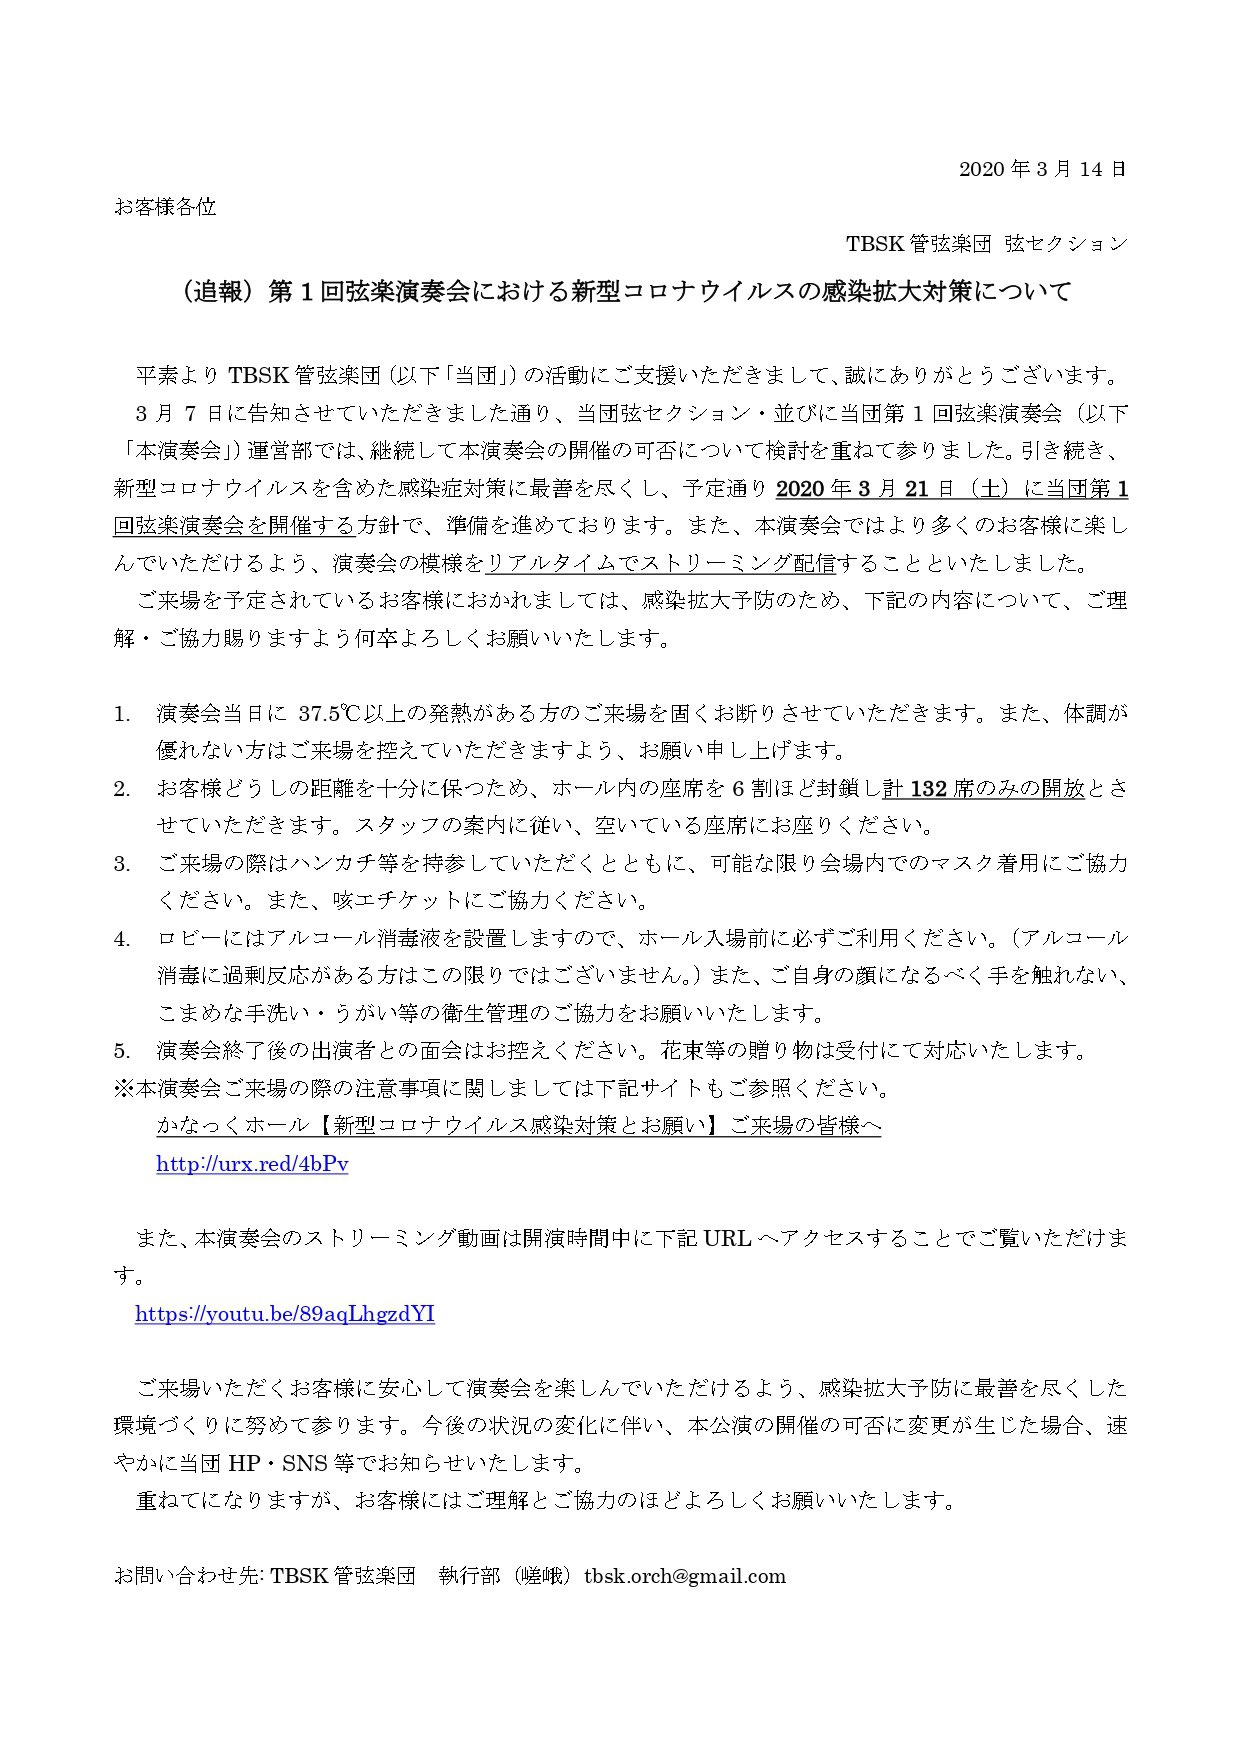 2020 年 3 月 14 日
お客様各位
TBSK 管弦楽団 弦セクション
（追報）第 1 回弦楽演奏会における新型コロナウイルスの感染拡大対策について
平素より TBSK 管弦楽団（以下「当団」）の活動にご支援いただきまして、誠にありがとうございます。
3 月 7 日に告知させていただきました通り、当団弦セクション・並びに当団第 1 回弦楽演奏会（以下
「本演奏会」）運営部では、継続して本演奏会の開催の可否について検討を重ねて参りました。引き続き、
新型コロナウイルスを含めた感染症対策に最善を尽くし、予定通り 2020 年 3 月 21 日（土）に当団第 1
回弦楽演奏会を開催する方針で、準備を進めております。また、本演奏会ではより多くのお客様に楽し
んでいただけるよう、演奏会の模様をリアルタイムでストリーミング配信することといたしました。
ご来場を予定されているお客様におかれましては、感染拡大予防のため、下記の内容について、ご理
解・ご協力賜りますよう何卒よろしくお願いいたします。
1. 演奏会当日に 37.5℃以上の発熱がある方のご来場を固くお断りさせていただきます。また、体調が
優れない方はご来場を控えていただきますよう、お願い申し上げます。
2. お客様どうしの距離を十分に保つため、ホール内の座席を 6 割ほど封鎖し計 132 席のみの開放とさ
せていただきます。スタッフの案内に従い、空いている座席にお座りください。
3. ご来場の際はハンカチ等を持参していただくとともに、可能な限り会場内でのマスク着用にご協力
ください。また、咳エチケットにご協力ください。
4. ロビーにはアルコール消毒液を設置しますので、ホール入場前に必ずご利用ください。（アルコール
消毒に過剰反応がある方はこの限りではございません。）また、ご自身の顔になるべく手を触れない、
こまめな手洗い・うがい等の衛生管理のご協力をお願いいたします。
5. 演奏会終了後の出演者との面会はお控えください。花束等の贈り物は受付にて対応いたします。
※本演奏会ご来場の際の注意事項に関しましては下記サイトもご参照ください。
かなっくホール【新型コロナウイルス感染対策とお願い】ご来場の皆様へ
http://urx.red/4bPv
また、本演奏会のストリーミング動画は開演時間中に下記 URL へアクセスすることでご覧いただけま
す。
https://youtu.be/89aqLhgzdYI
ご来場いただくお客様に安心して演奏会を楽しんでいただけるよう、感染拡大予防に最善を尽くした
環境づくりに努めて参ります。今後の状況の変化に伴い、本公演の開催の可否に変更が生じた場合、速
やかに当団 HP・SNS 等でお知らせいたします。
重ねてになりますが、お客様にはご理解とご協力のほどよろしくお願いいたします。
お問い合わせ先: TBSK 管弦楽団　執行部（嵯峨）tbsk.orch@gmail.com